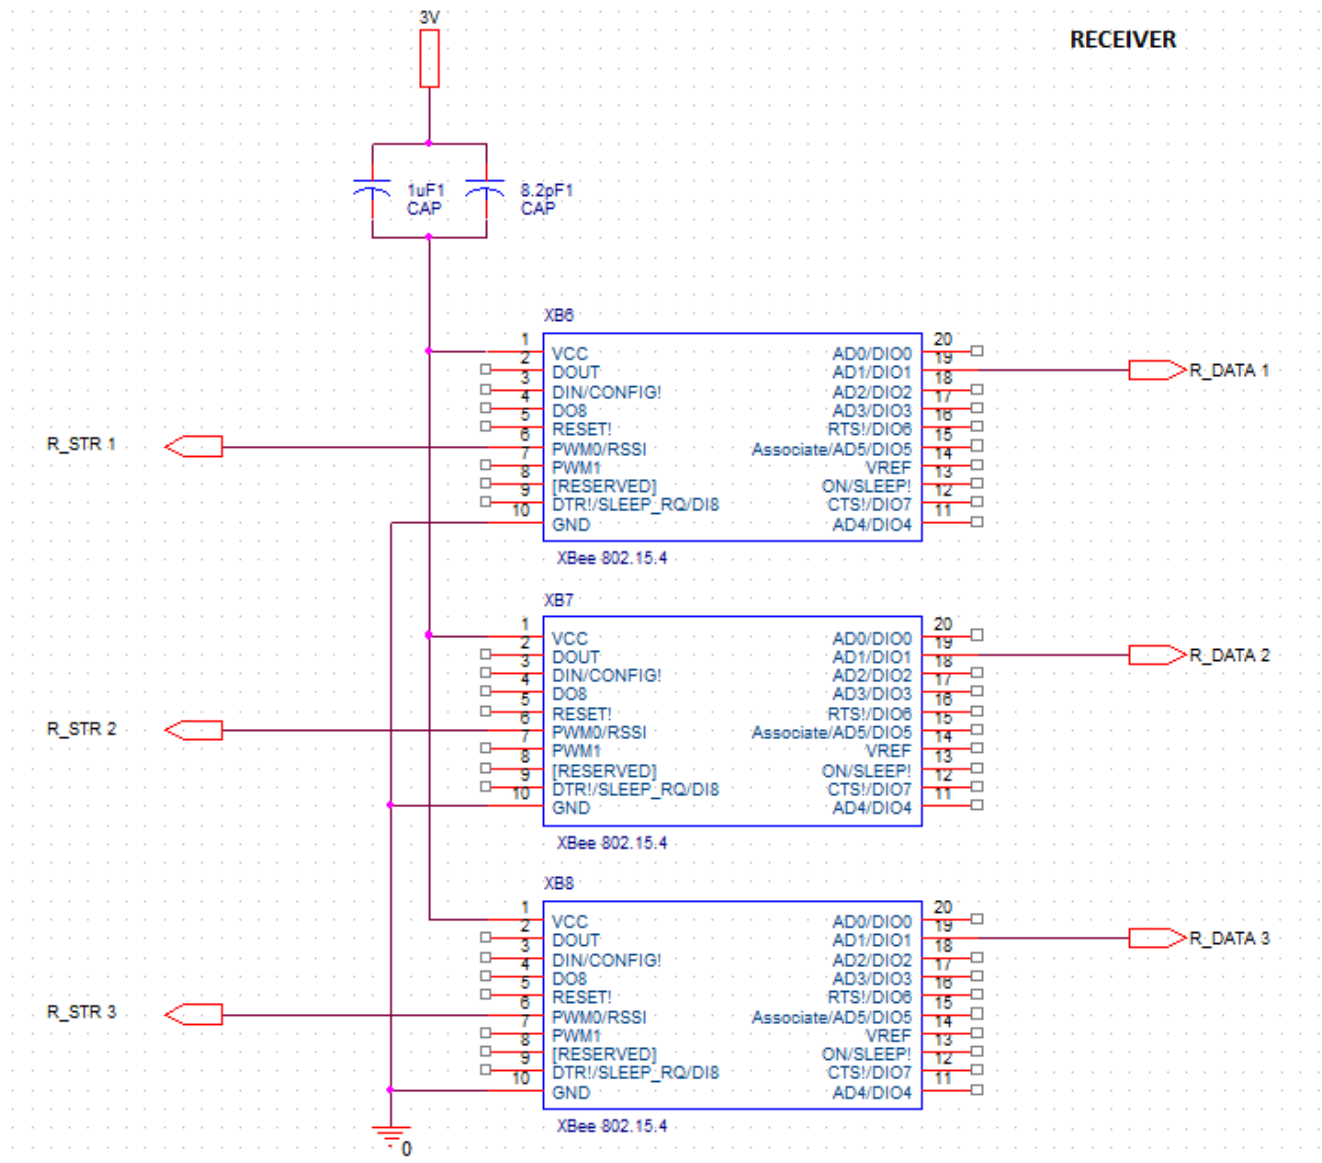 3V
RECEIVER
1uF1
CAP
8.2pF1
CAP
XB6
1 VCC AD0/DIO0 20
2 DOUT AD1/DIO1 19 R_DATA 1
3 DIN/CONFIG! AD2/DIO2 18
4 DO8 AD3/DIO3 17
5 RESET! RTS!/DIO6 16
R_STR 1 6 PWM0/RSSI Associate/AD5/DIO5 15
7 PWM1 VREF 14
8 [RESERVED] ON/SLEEP! 13
9 DTR!/SLEEP_RQ/DI8 CTS!/DIO7 12
10 GND AD4/DIO4 11
XBee 802.15.4
XB7
1 VCC AD0/DIO0 20
2 DOUT AD1/DIO1 19 R_DATA 2
3 DIN/CONFIG! AD2/DIO2 18
4 DO8 AD3/DIO3 17
5 RESET! RTS!/DIO6 16
R_STR 2 6 PWM0/RSSI Associate/AD5/DIO5 15
7 PWM1 VREF 14
8 [RESERVED] ON/SLEEP! 13
9 DTR!/SLEEP_RQ/DI8 CTS!/DIO7 12
10 GND AD4/DIO4 11
XBee 802.15.4
XB8
1 VCC AD0/DIO0 20
2 DOUT AD1/DIO1 19 R_DATA 3
3 DIN/CONFIG! AD2/DIO2 18
4 DO8 AD3/DIO3 17
5 RESET! RTS!/DIO6 16
R_STR 3 6 PWM0/RSSI Associate/AD5/DIO5 15
7 PWM1 VREF 14
8 [RESERVED] ON/SLEEP! 13
9 DTR!/SLEEP_RQ/DI8 CTS!/DIO7 12
10 GND AD4/DIO4 11
XBee 802.15.4
0